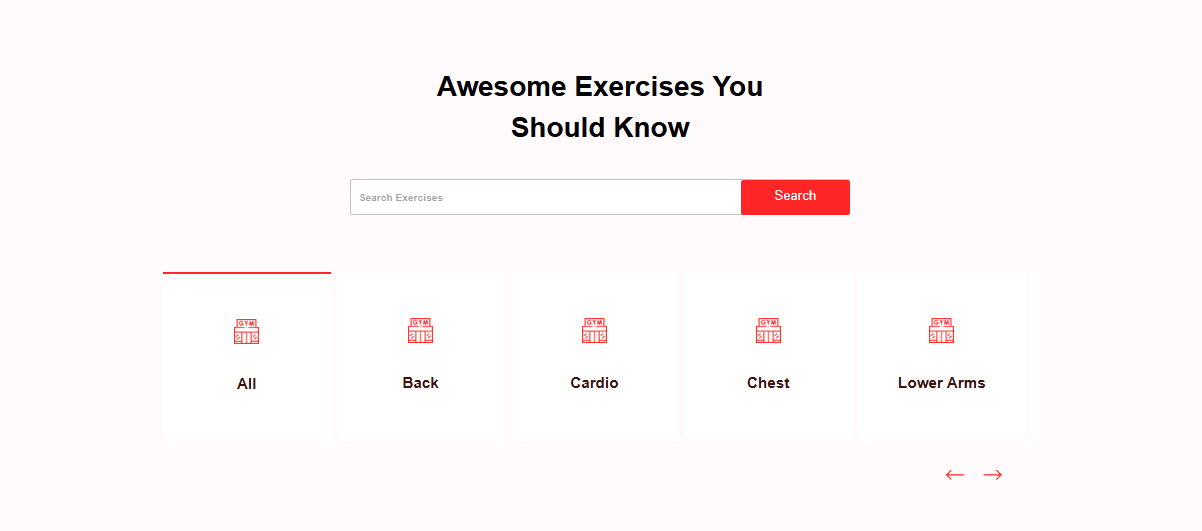 Awesome Exercises You
Should Know
Search Exercises
Search
GYM
GYM
GYM
GYM
GYM
All
Back
Cardio
Chest
Lower Arms